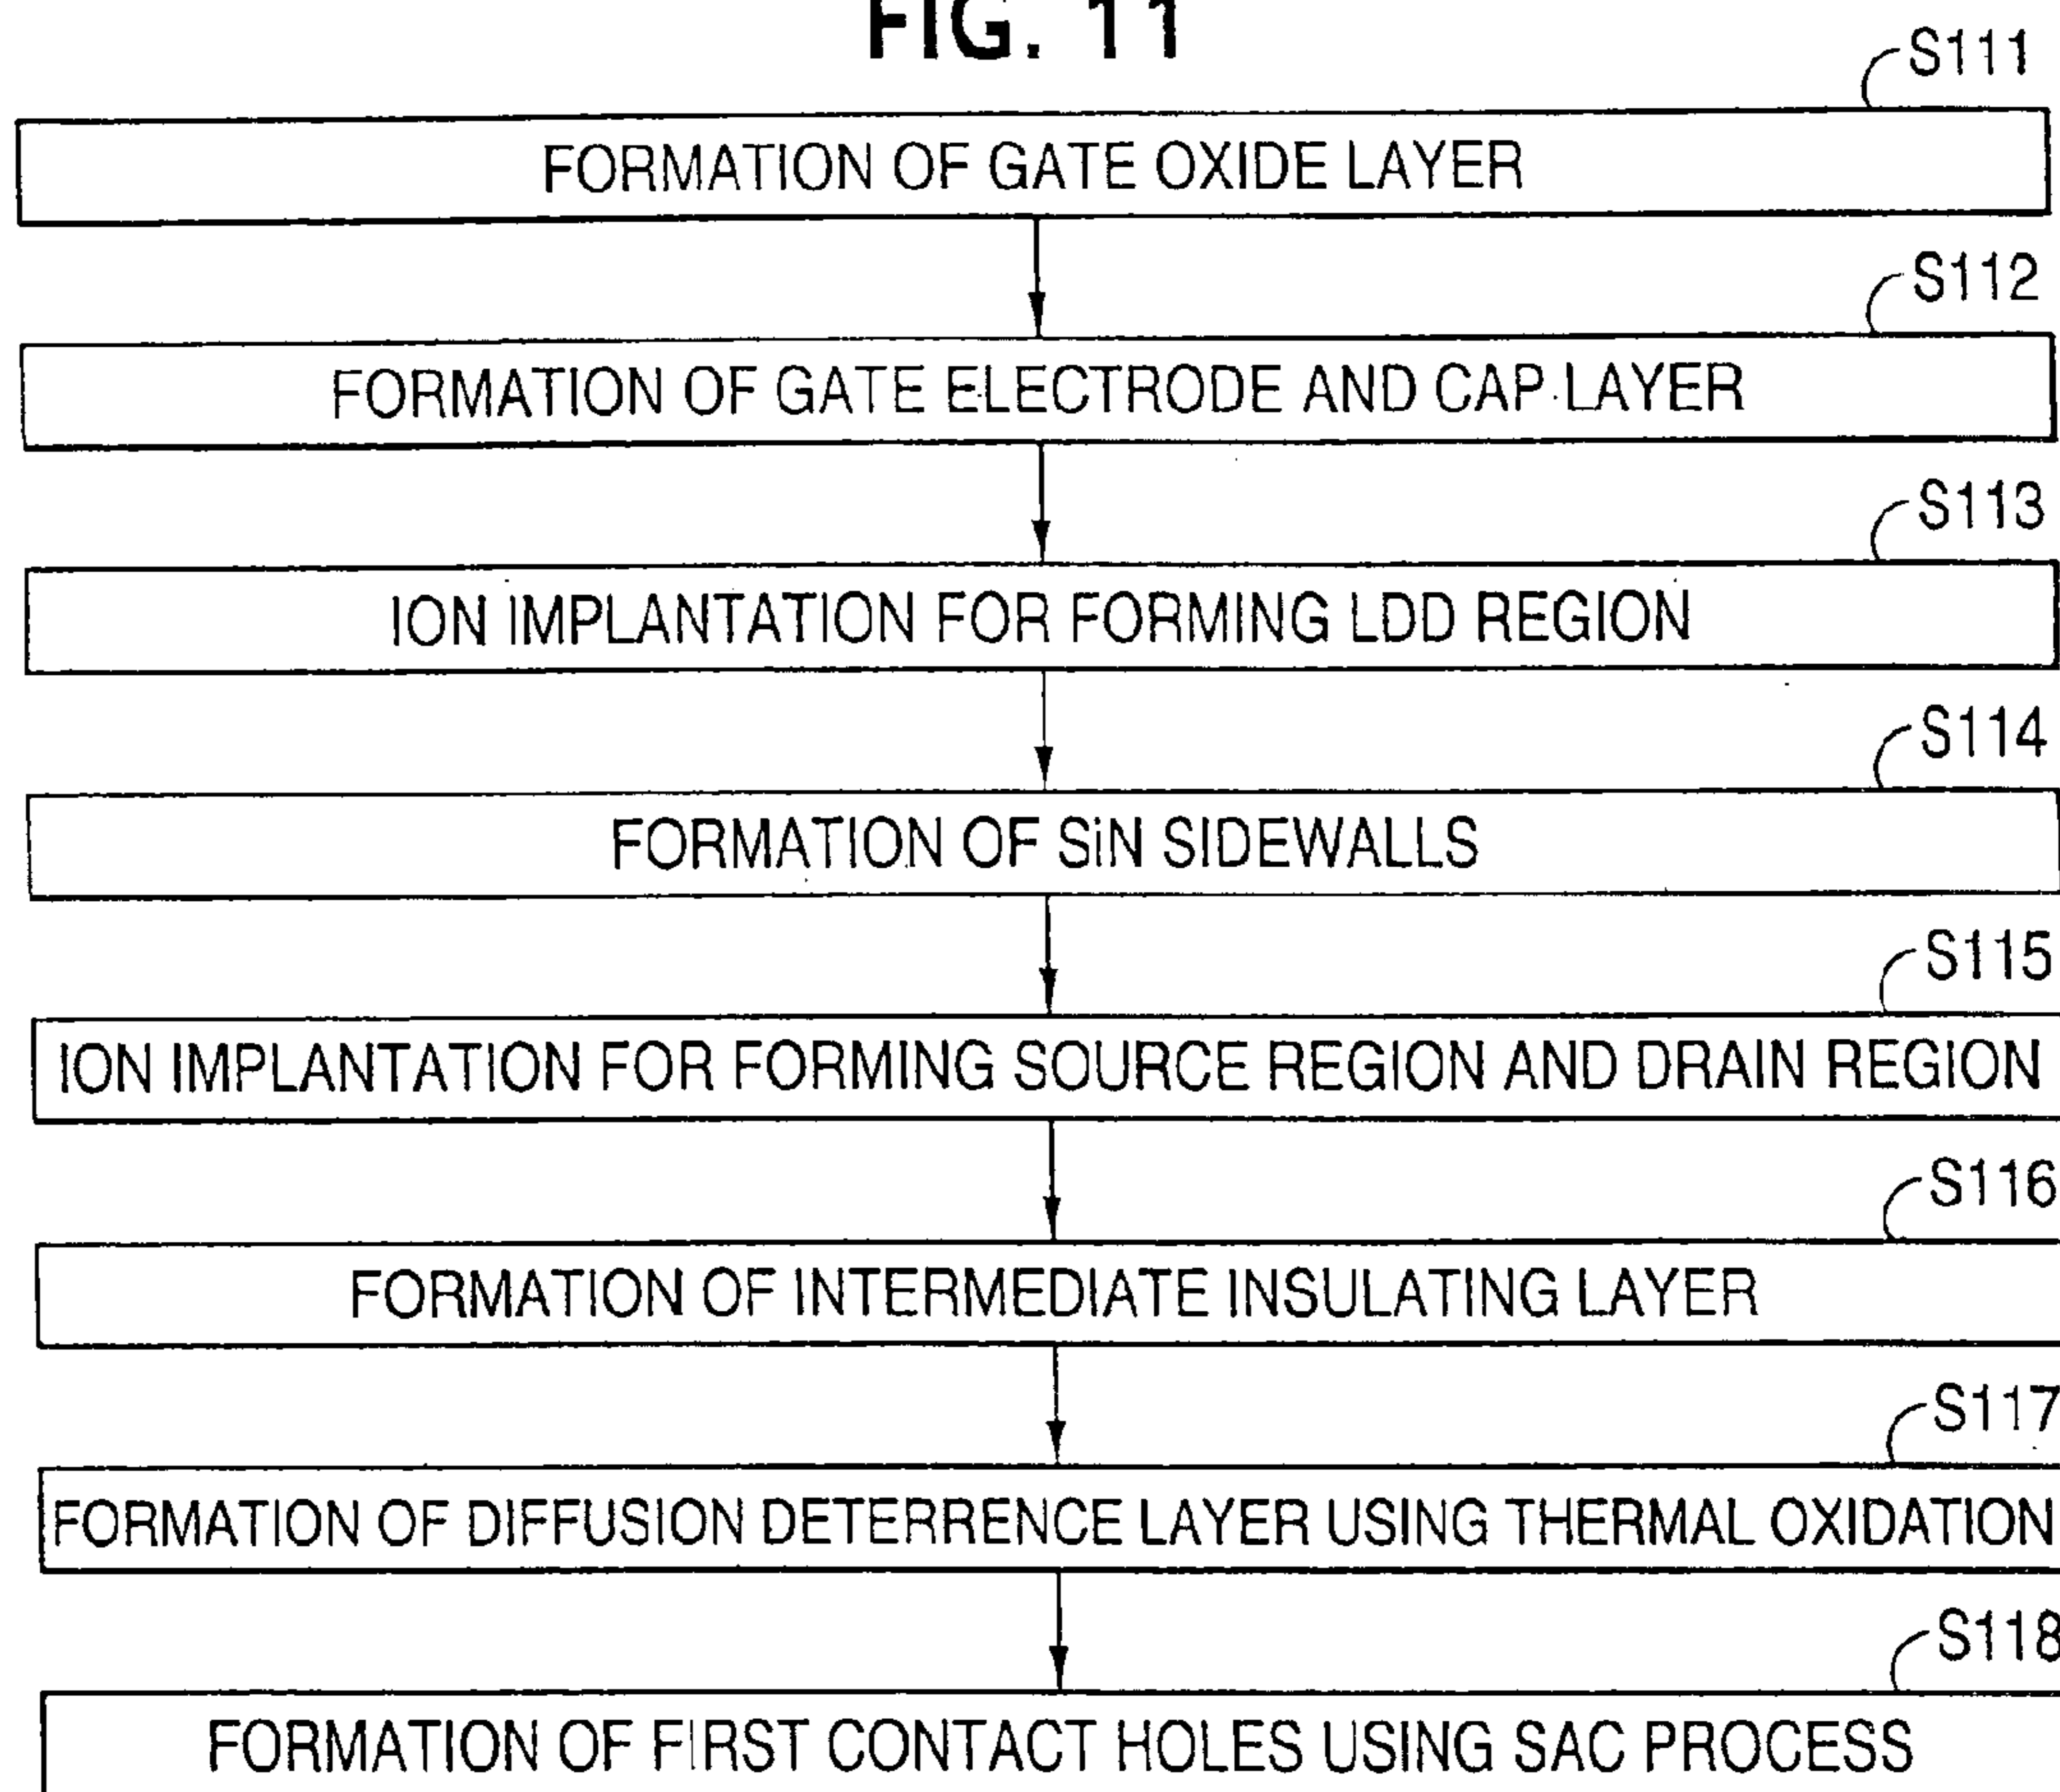 FIG. 11
S111
FORMATION OF GATE OXIDE LAYER
S112
FORMATION OF GATE ELECTRODE AND CAP LAYER
S113
ION IMPLANTATION FOR FORMING LDD REGION
S114
FORMATION OF SiN SIDEWALLS
S115
ION IMPLANTATION FOR FORMING SOURCE REGION AND DRAIN REGION
S116
FORMATION OF INTERMEDIATE INSULATING LAYER
S117
FORMATION OF DIFFUSION DETERRENCE LAYER USING THERMAL OXIDATION
S118
FORMATION OF FIRST CONTACT HOLES USING SAC PROCESS